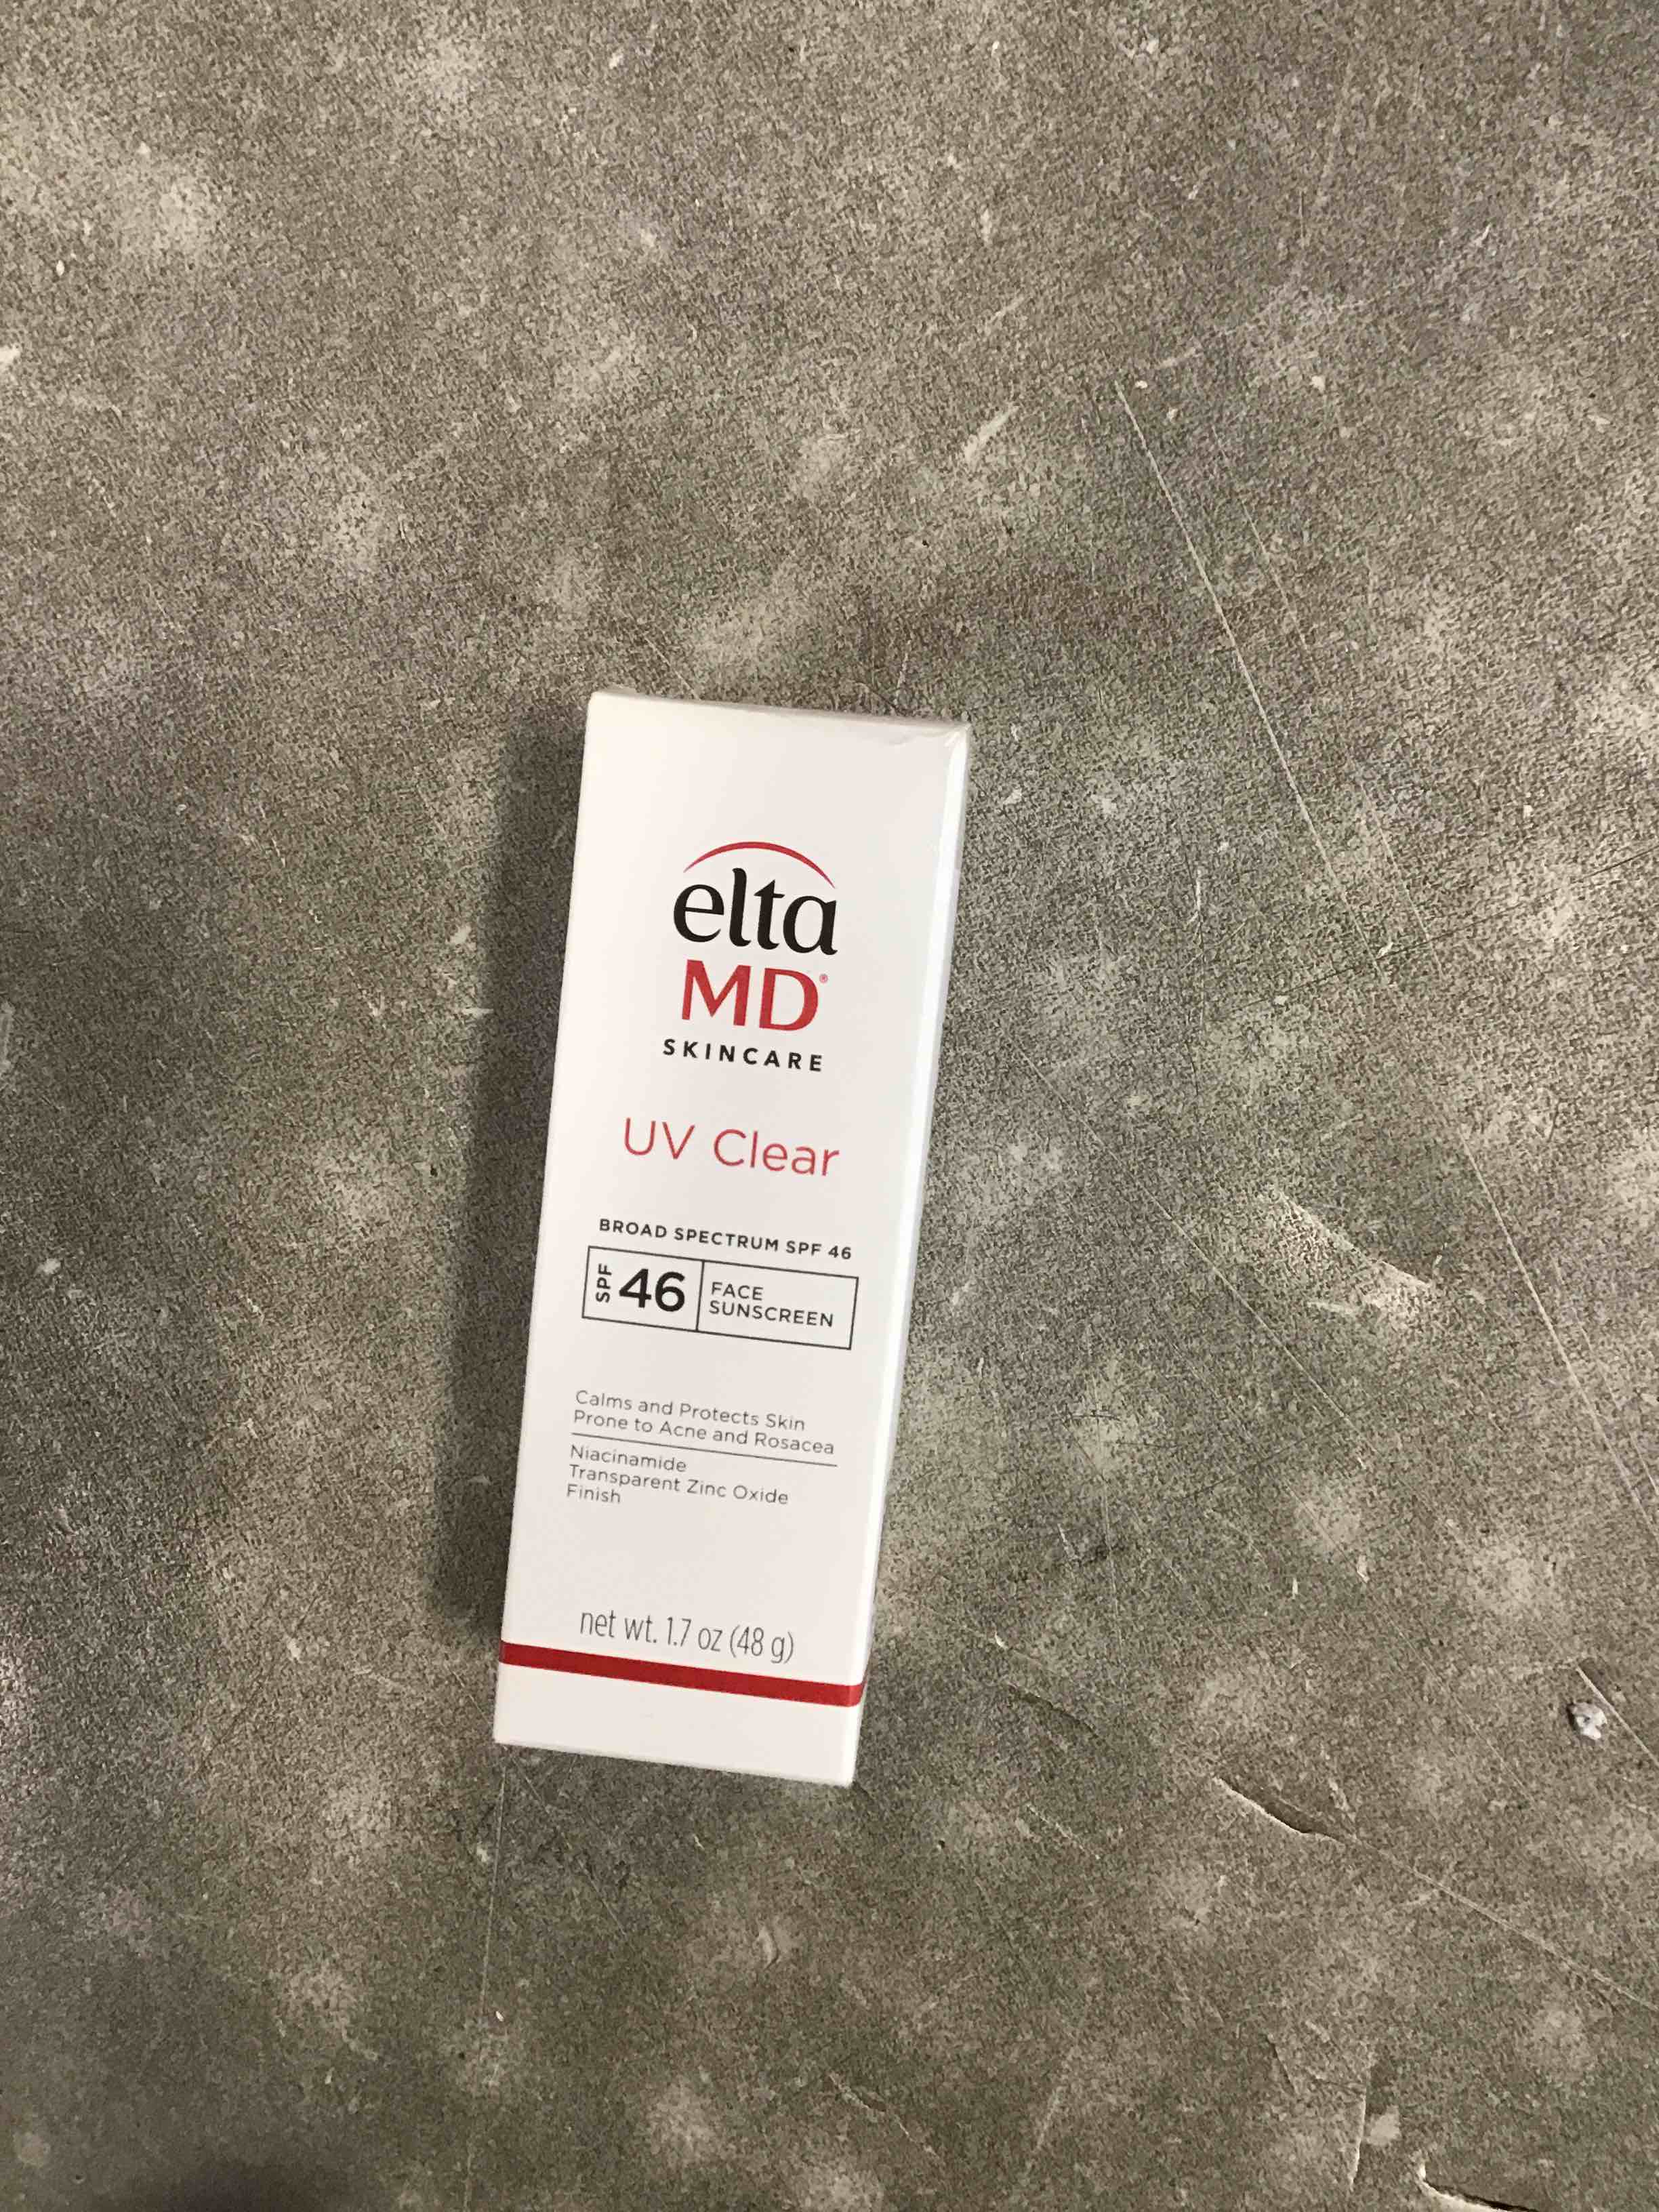 elta
MD®
SKINCARE
UV Clear
BROAD SPECTRUM SPF 46
SPF 46 FACE
SUNSCREEN
Calms and Protects Skin
Prone to Acne and Rosacea
Niacinamide
Transparent Zinc Oxide
Finish
net wt. 1.7 oz (48 g)